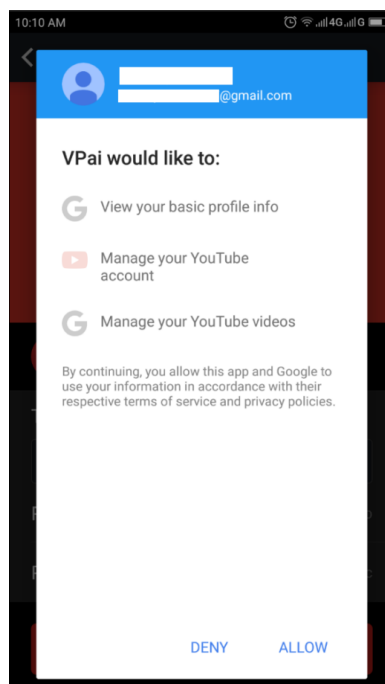 10:10 AM 4G G
@gmail.com
VPai would like to:
View your basic profile info
Manage your YouTube
account
Manage your YouTube videos
By continuing, you allow this app and Google to
use your information in accordance with their
respective terms of service and privacy policies.
DENY ALLOW